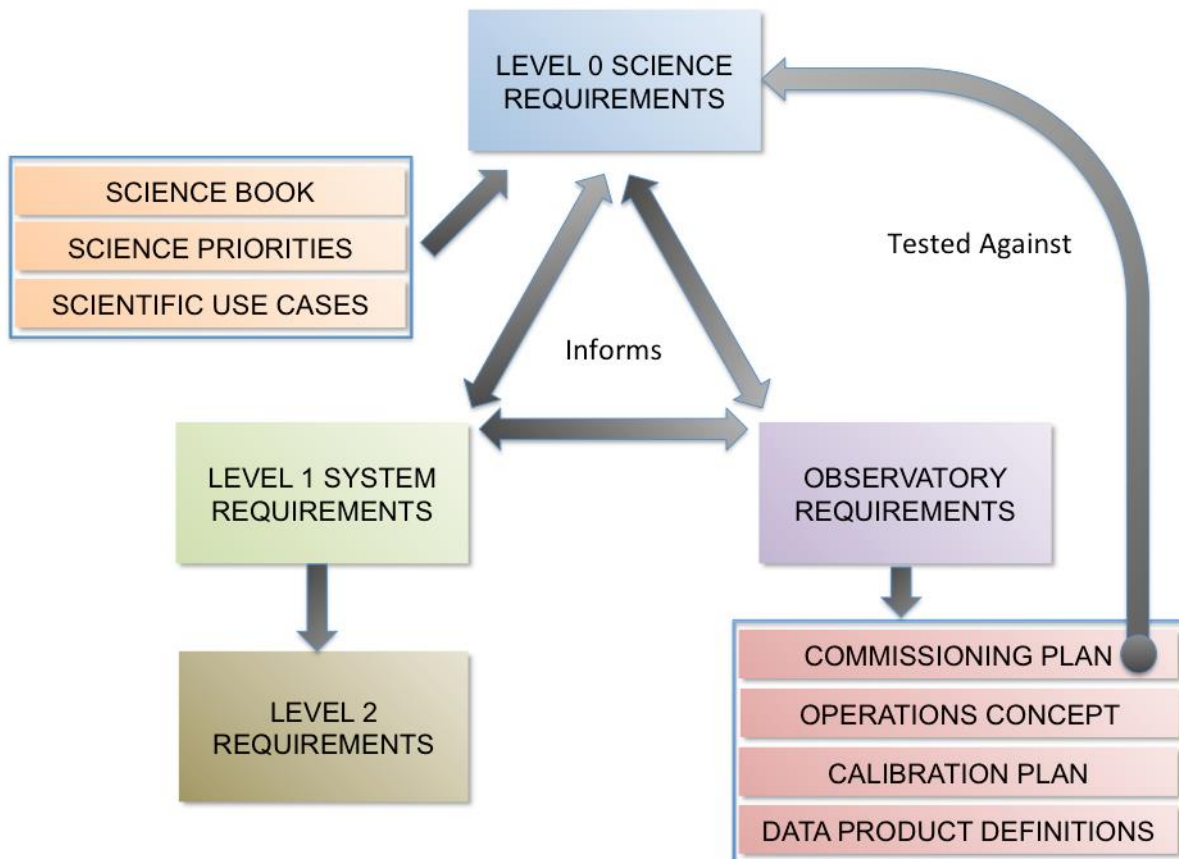 LEVEL 0 SCIENCE
REQUIREMENTS
SCIENCE BOOK
SCIENCE PRIORITIES
SCIENTIFIC USE CASES
Tested Against
Informs
LEVEL 1 SYSTEM
REQUIREMENTS
OBSERVATORY
REQUIREMENTS
LEVEL 2
REQUIREMENTS
COMMISSIONING PLAN
OPERATIONS CONCEPT
CALIBRATION PLAN
DATA PRODUCT DEFINITIONS